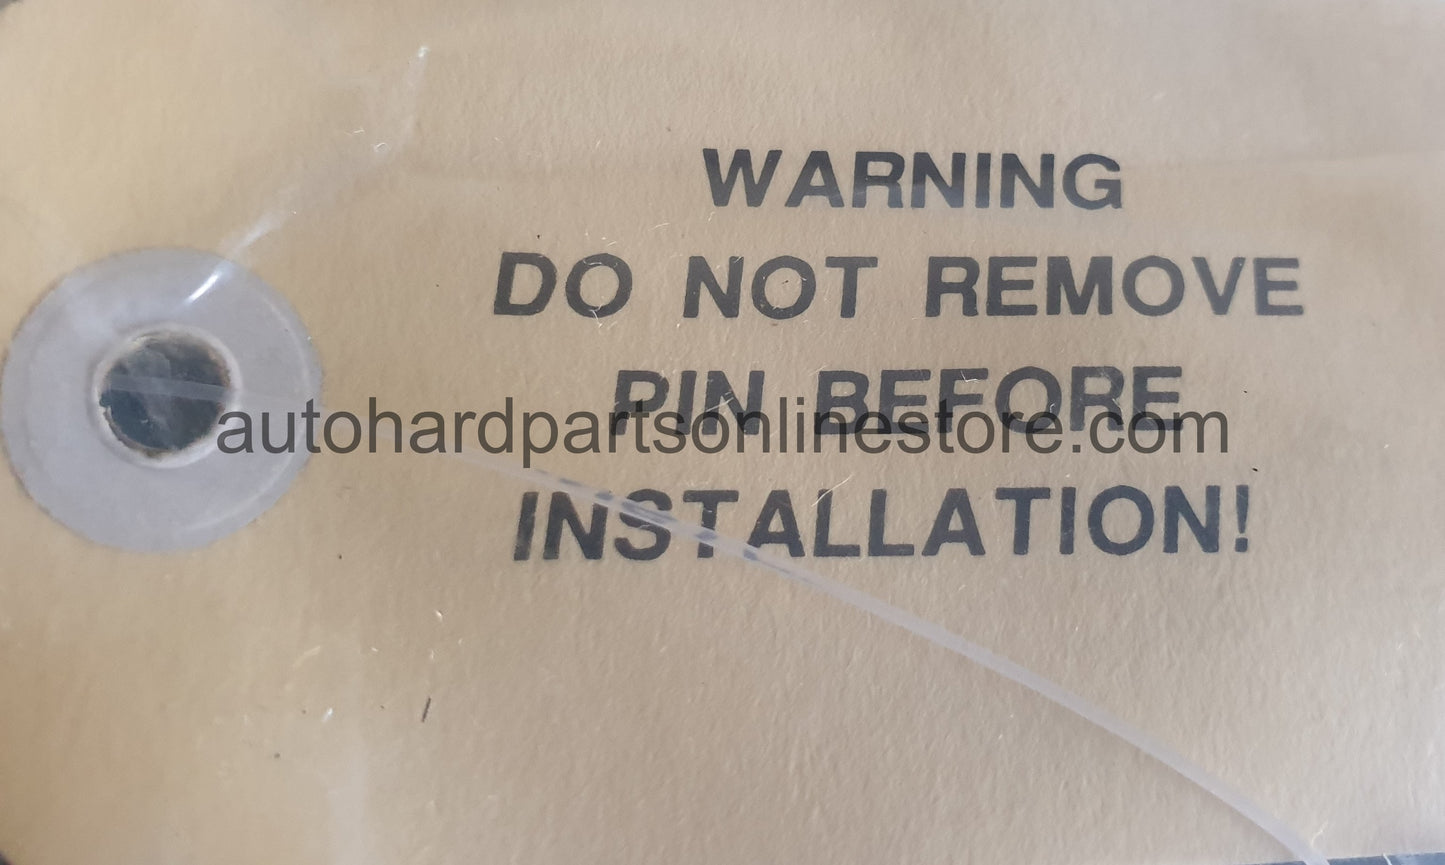 WARNING
DO NOT REMOVE
PIN BEFORE
autohardpartsonlinestore.com
INSTALLATION!